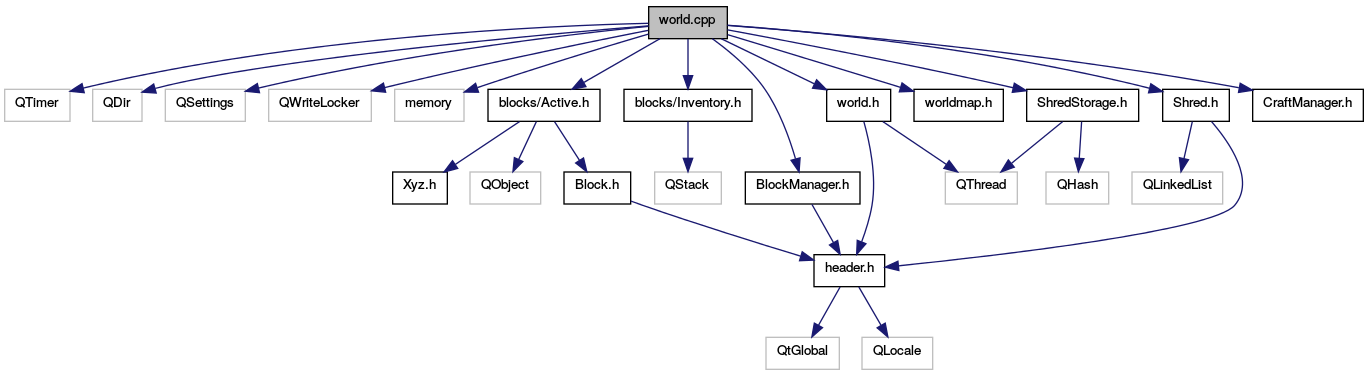 world.cpp
QTimer
QDir
QSettings
QWriteLocker
memory
blocks/Active.h
blocks/Inventory.h
world.h
worldmap.h
ShredStorage.h
Shred.h
CraftManager.h
Xyz.h
QObject
Block.h
QStack
BlockManager.h
QThread
QHash
QLinkedList
header.h
QtGlobal
QLocale